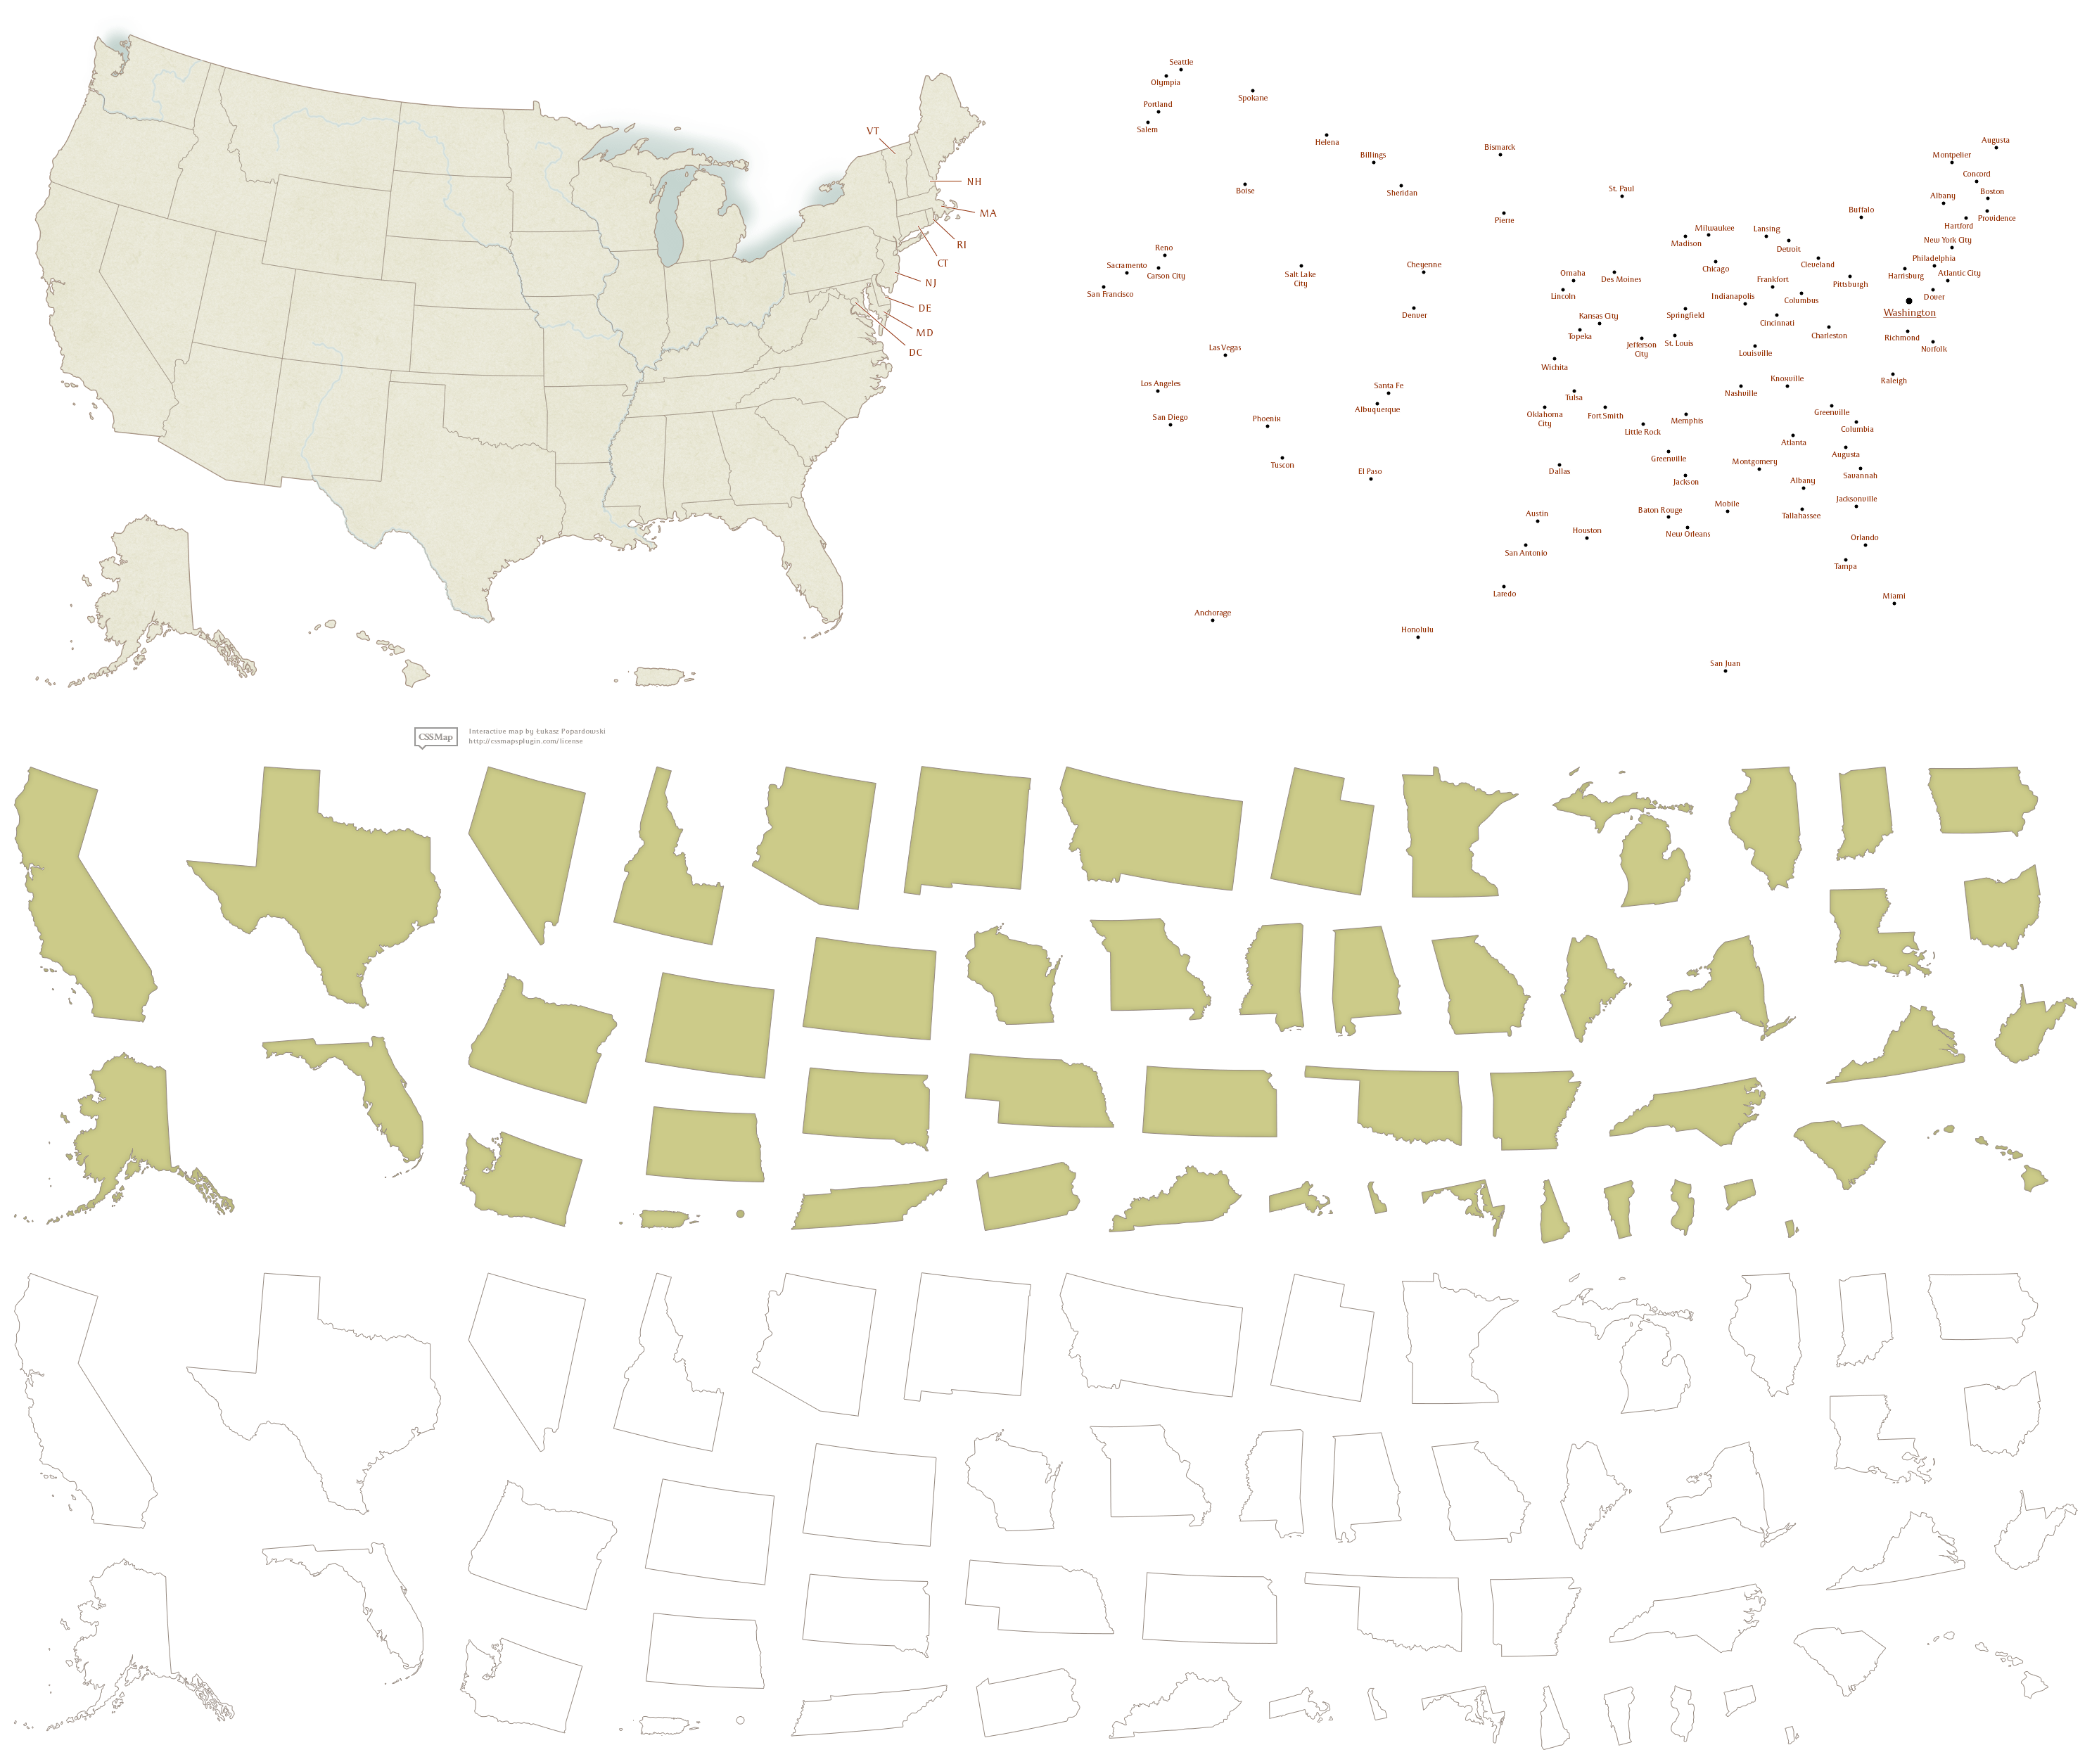 VT
NH
MA
RI
CT
NJ
DE
MD
DC
Seattle
Olympia
Spokane
Portland
Salem
Helena
Billings
Bismarck
Augusta
Montpelier
Concord
Boise
Sheridan
St. Paul
Boston
Albany
Buffalo
Providence
Pierre
Hartford
Milwaukee
Lansing
Madison
Detroit
New York City
Reno
Cleveland
Philadelphia
Sacramento
Carson City
Salt Lake
City
Cheyenne
Chicago
Harrisburg
Atlantic City
Omaha
Des Moines
Frankfort
Pittsburgh
San Francisco
Lincoln
Indianapolis
Columbus
Dover
Denver
Springfield
Washington
Kansas City
Cincinnati
Topeka
Jefferson
City
St. Louis
Charleston
Richmond
Norfolk
Las Vegas
Louisville
Wichita
Los Angeles
Santa Fe
Knoxville
Raleigh
Nashville
Tulsa
Albuquerque
San Diego
Phoenix
Oklahoma
City
Fort Smith
Memphis
Greenville
Columbia
Little Rock
Atlanta
Augusta
Tuscon
El Paso
Dallas
Greenville
Montgomery
Savannah
Jackson
Albany
Jacksonville
Austin
Baton Rouge
Mobile
Tallahassee
Houston
New Orleans
Orlando
San Antonio
Tampa
Laredo
Miami
Anchorage
Honolulu
San Juan
CSSMap
Interactive map by Łukasz Popardowski
http://cssmapsplugin.com/license